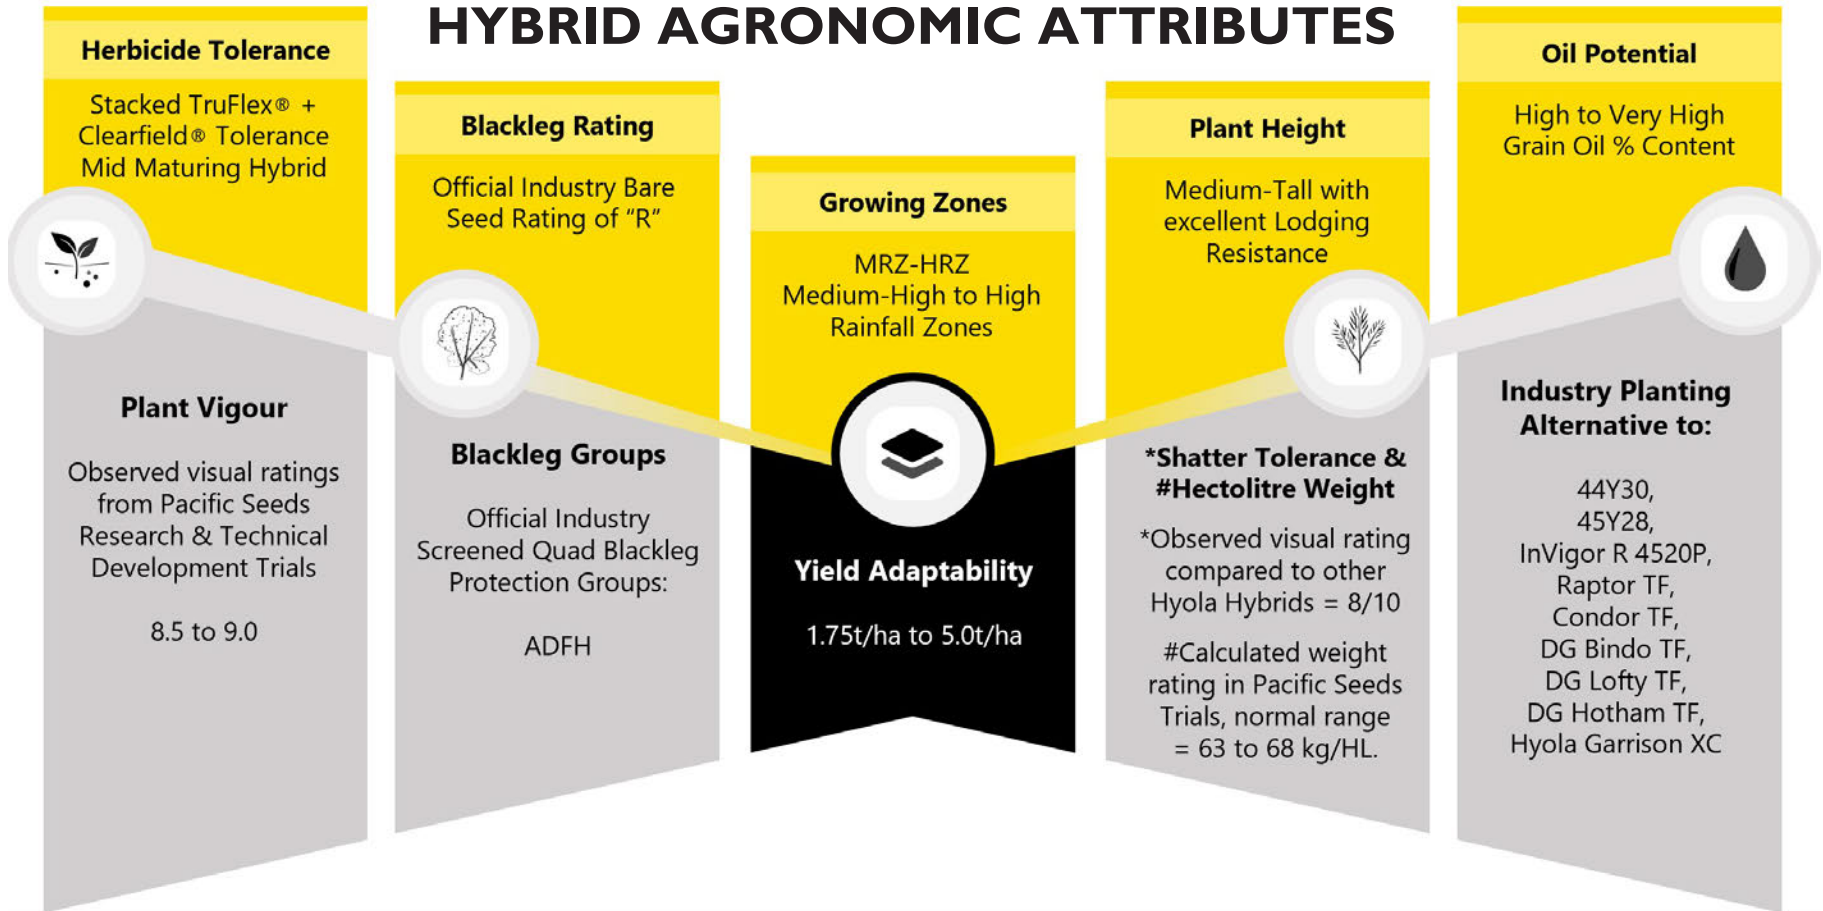 HYBRID AGRONOMIC ATTRIBUTES
Herbicide Tolerance
Stacked TruFlex® +
Clearfield® Tolerance
Mid Maturing Hybrid
Plant Vigour
Observed visual ratings
from Pacific Seeds
Research & Technical
Development Trials
8.5 to 9.0
Blackleg Rating
Official Industry Bare
Seed Rating of “R”
Blackleg Groups
Official Industry
Screened Quad Blackleg
Protection Groups:
ADFH
Growing Zones
MRZ-HRZ
Medium-High to High
Rainfall Zones
Yield Adaptability
1.75t/ha to 5.0t/ha
Plant Height
Medium-Tall with
excellent Lodging
Resistance
*Shatter Tolerance &
#Hectolitre Weight
*Observed visual rating
compared to other
Hyola Hybrids = 8/10
#Calculated weight
rating in Pacific Seeds
Trials, normal range
= 63 to 68 kg/HL.
Oil Potential
High to Very High
Grain Oil % Content
Industry Planting
Alternative to:
44Y30,
45Y28,
InVigor R 4520P,
Raptor TF,
Condor TF,
DG Bindo TF,
DG Lofty TF,
DG Hotham TF,
Hyola Garrison XC